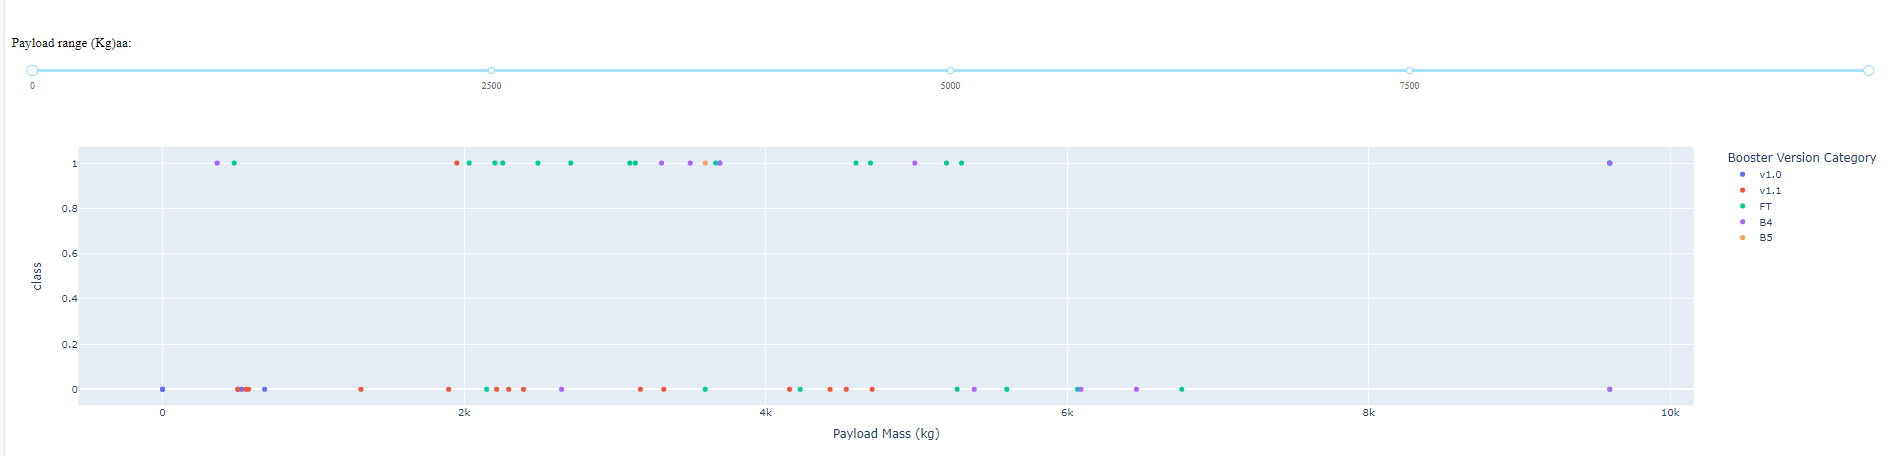 Payload range (Kg)aa:
0 2500 5000 7500
Booster Version Category
v1.0
v1.1
FT
B4
B5
class
1
0.8
0.6
0.4
0.2
0
0 2k 4k 6k 8k 10k
Payload Mass (kg)